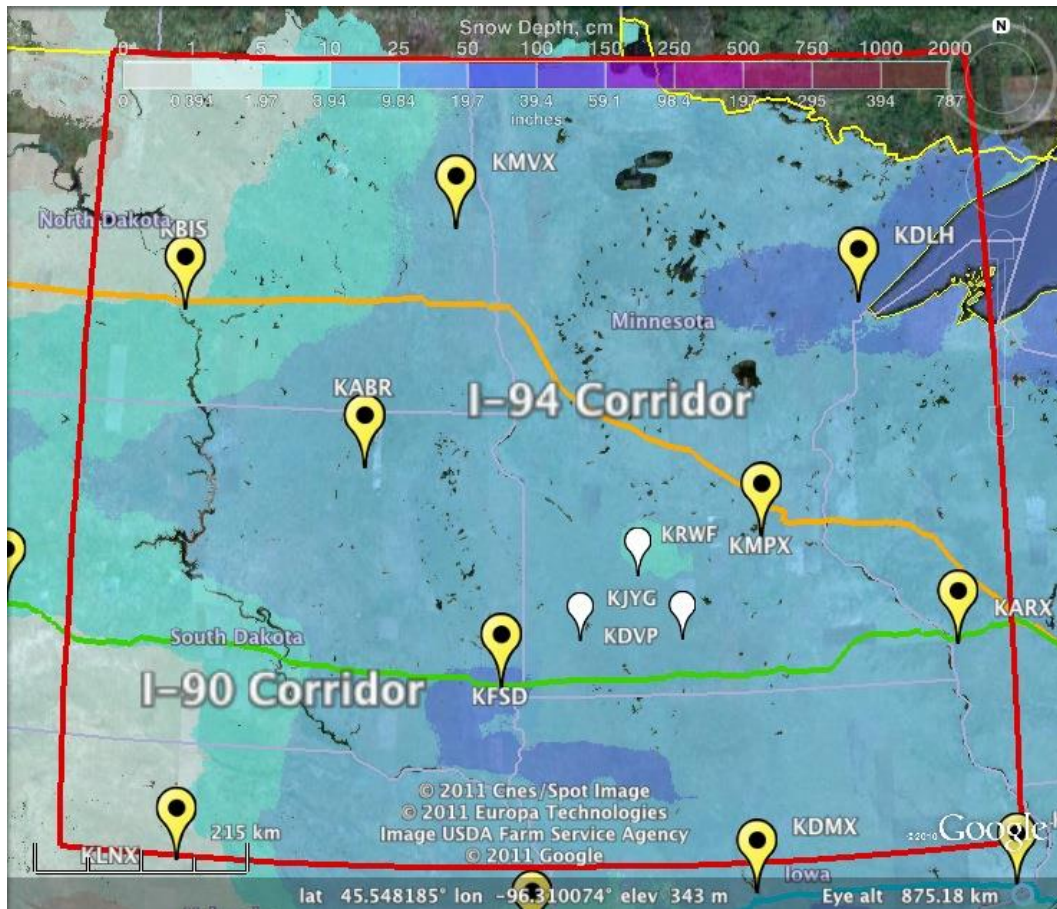 Snow Depth, cm
0 1 5 10 25 50 100 150 250 500 750 1000 2000
0 0.394 1.97 3.94 9.84 19.7 39.4 59.1 98.4 197 295 394 787
inches
N
KMVX
North Dakota
KBIS
KDLH
Minnesota
KABR
I-94 Corridor
KRWF
KMPX
KJYG
KARX
KDVP
South Dakota
I-90 Corridor
KFSD
© 2011 Cnes/Spot Image
© 2011 Europa Technologies
Image USDA Farm Service Agency
© 2011 Google
215 km
KDMX
©2010 Google
KLNX
Iowa
lat 45.548185° lon -96.310074° elev 343 m
Eye alt 875.18 km